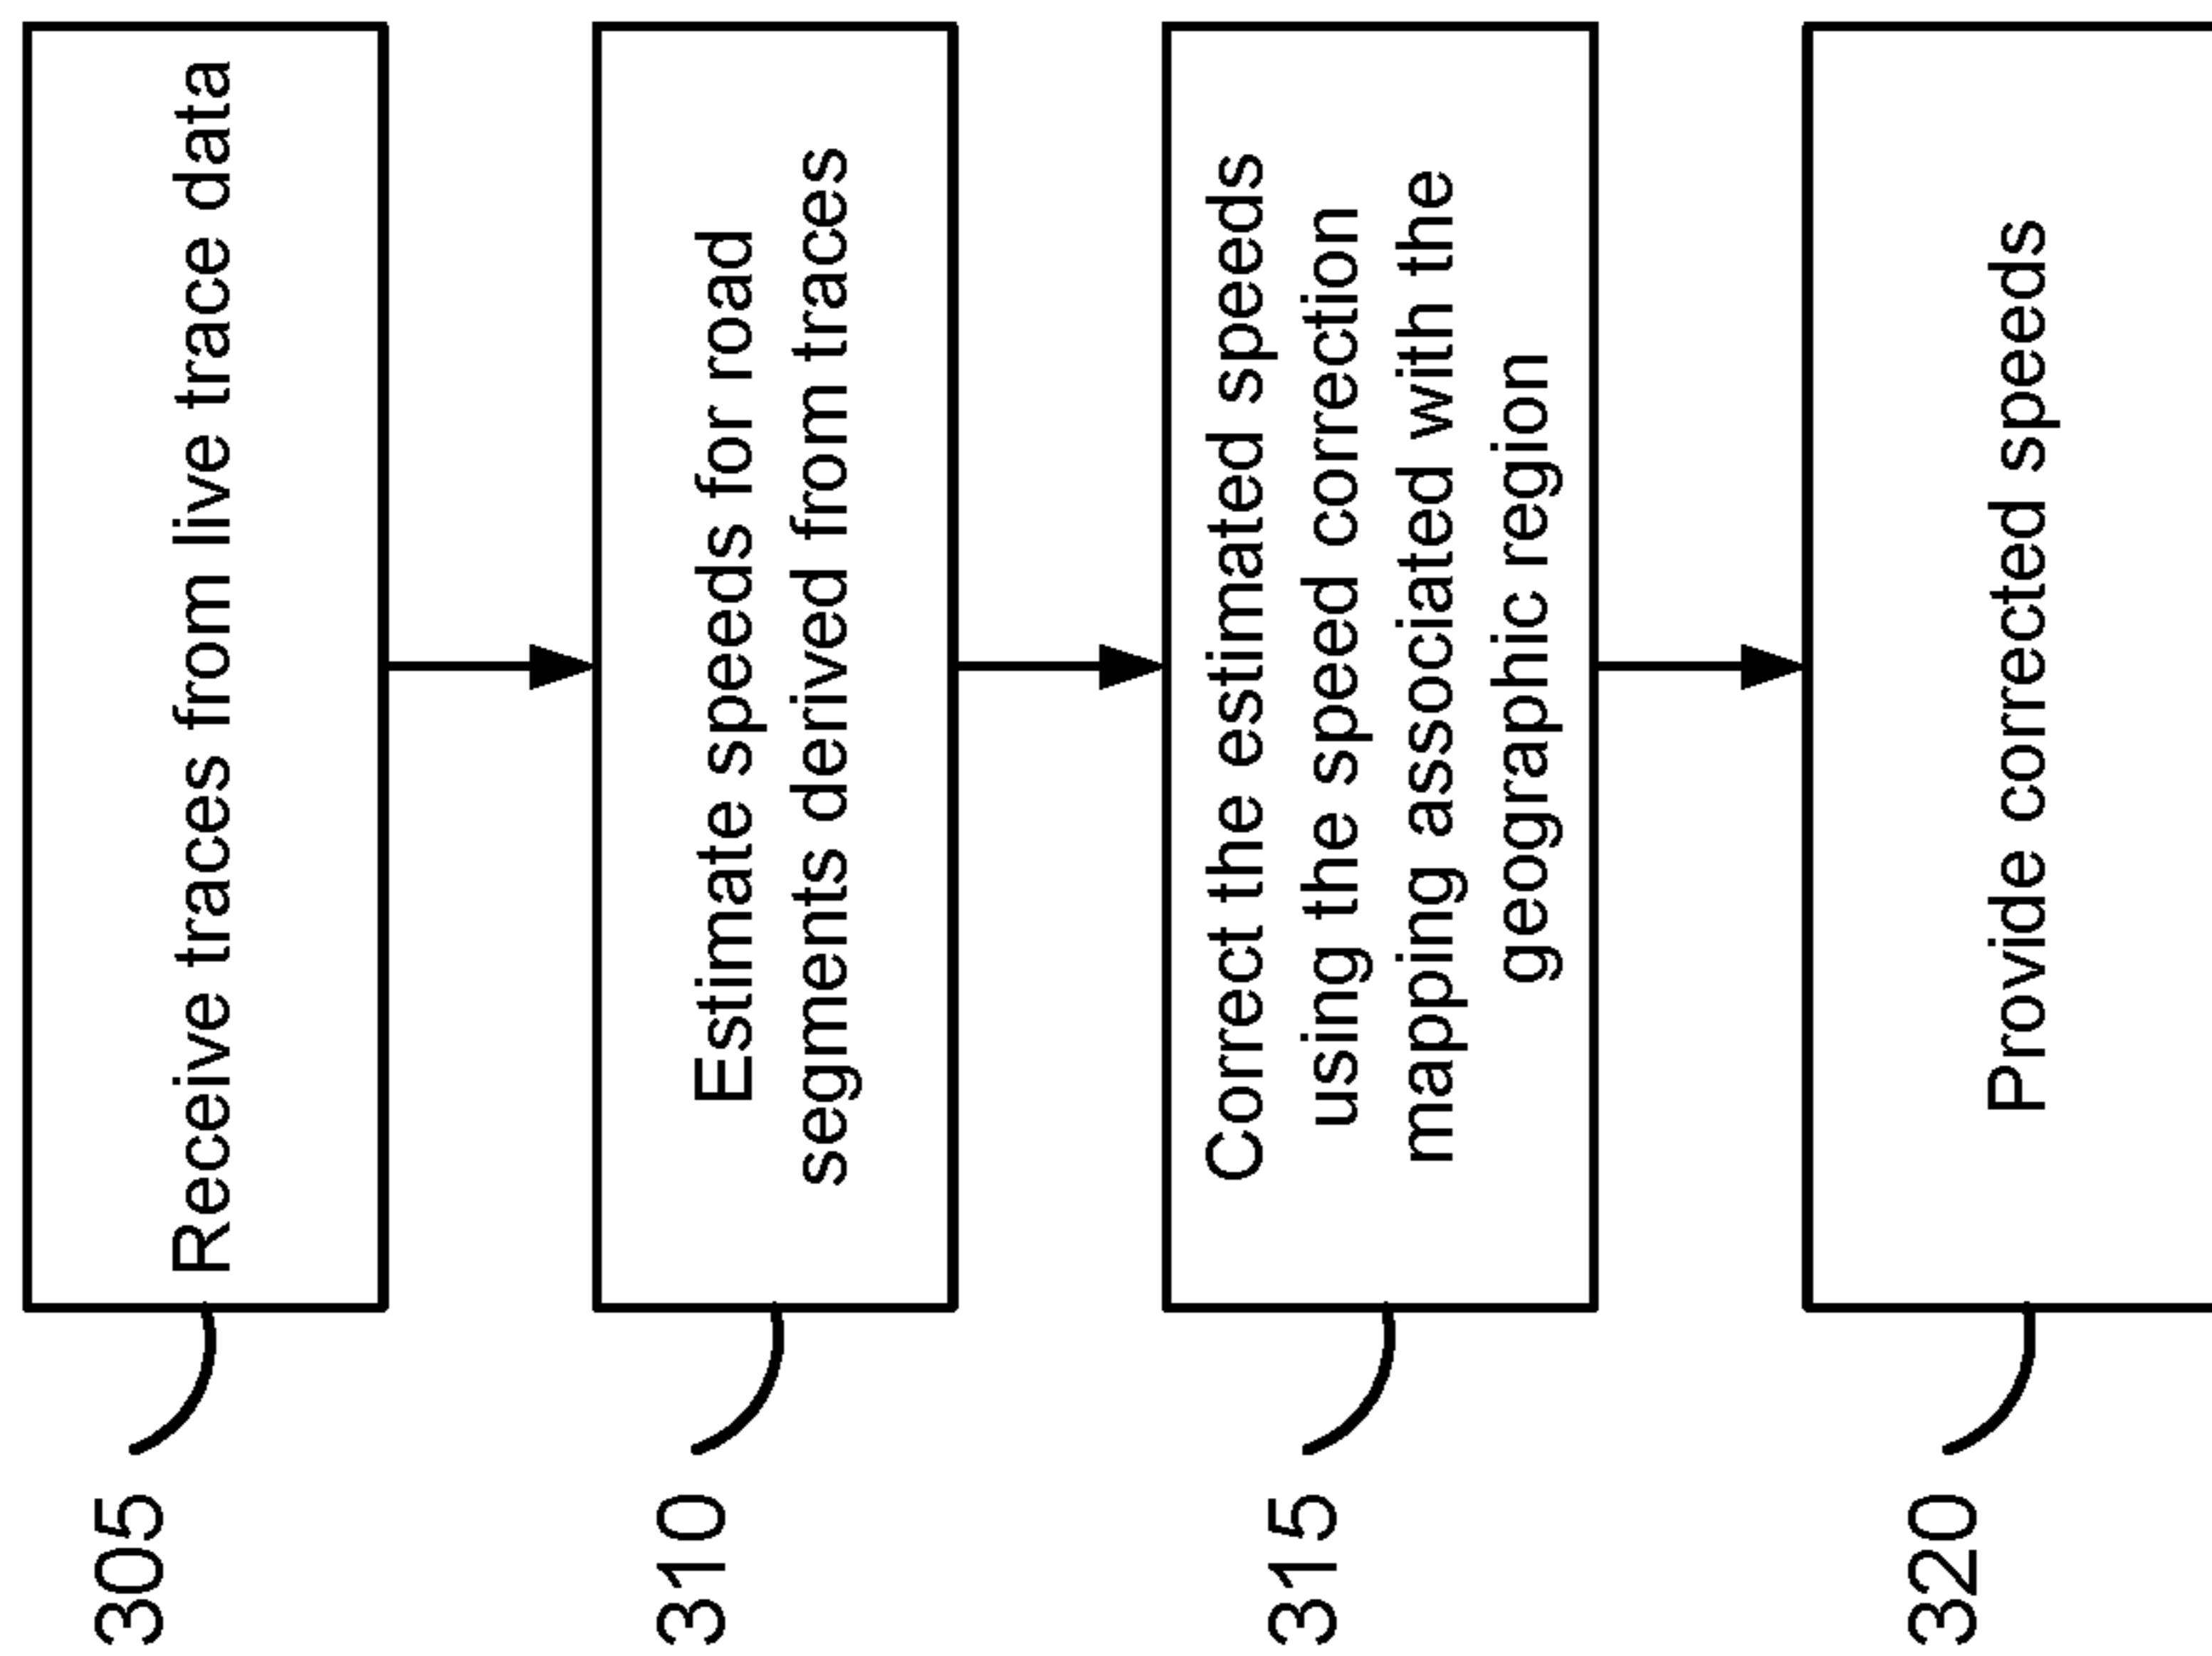 305
Receive traces from live trace data
310
Estimate speeds for road
segments derived from traces
315
Correct the estimated speeds
using the speed correction
mapping associated with the
geographic region
320
Provide corrected speeds